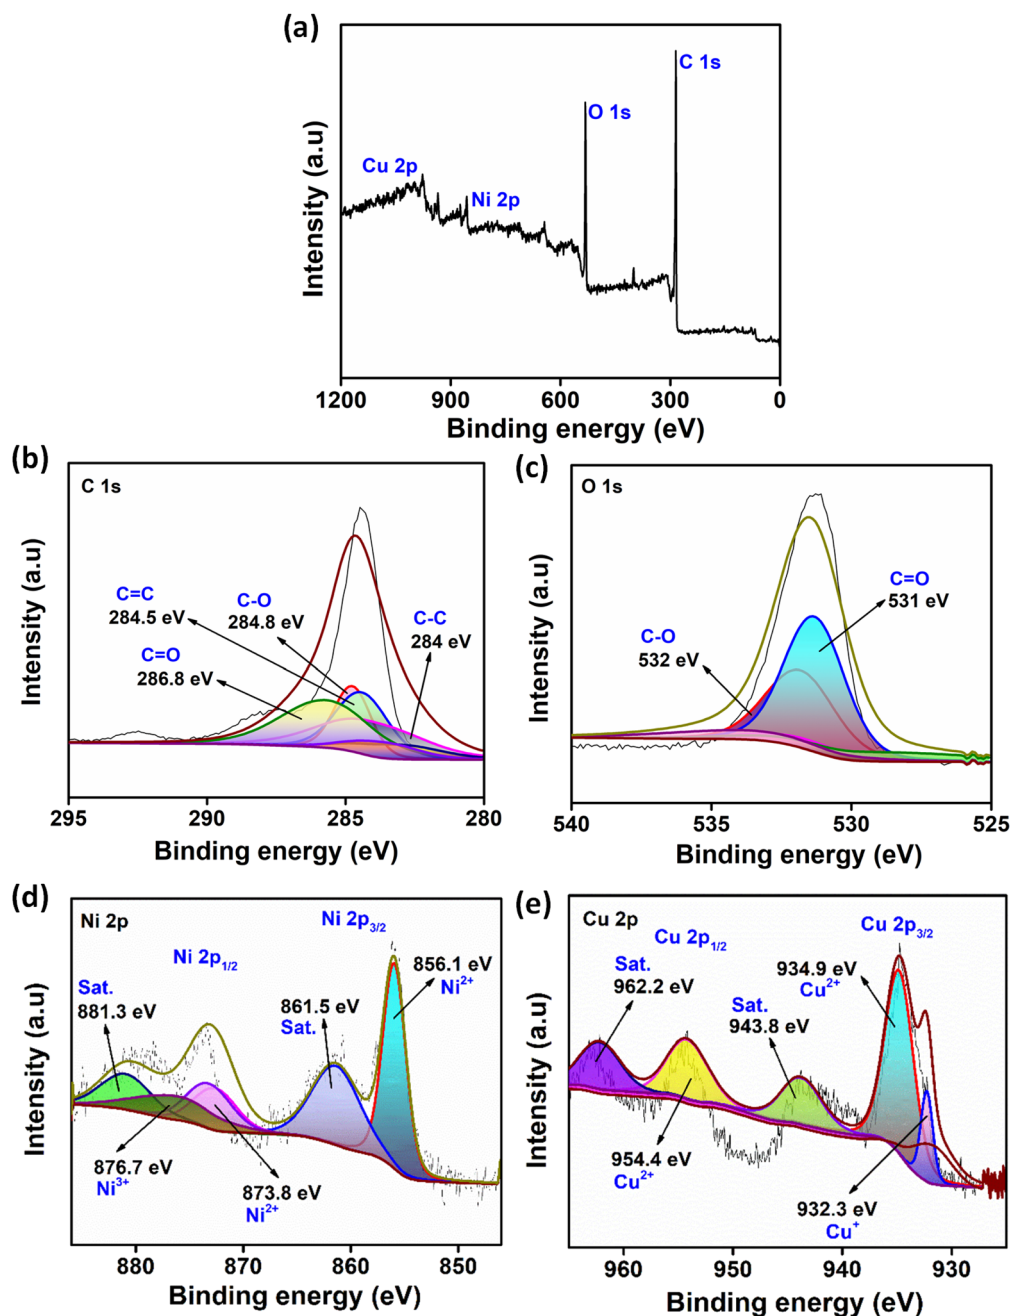 (a)
C 1s
O 1s
Cu 2p
Ni 2p
Intensity (a.u)
1200 900 600 300 0
Binding energy (eV)
(b)
C 1s
C=C
284.5 eV
C-O
284.8 eV
C-C
284 eV
C=O
286.8 eV
Intensity (a.u)
295 290 285 280
Binding energy (eV)
(c)
O 1s
C=O
531 eV
C-O
532 eV
Intensity (a.u)
540 535 530 525
Binding energy (eV)
(d)
Ni 2p
Ni 2p3/2
Ni 2p1/2
856.1 eV
Ni2+
Sat.
881.3 eV
861.5 eV
Sat.
876.7 eV
Ni3+
873.8 eV
Ni2+
Intensity (a.u)
880 870 860 850
Binding energy (eV)
(e)
Cu 2p
Cu 2p1/2
Cu 2p3/2
Sat.
962.2 eV
934.9 eV
Cu2+
Sat.
943.8 eV
954.4 eV
Cu2+
932.3 eV
Cu+
Intensity (a.u)
960 950 940 930
Binding energy (eV)